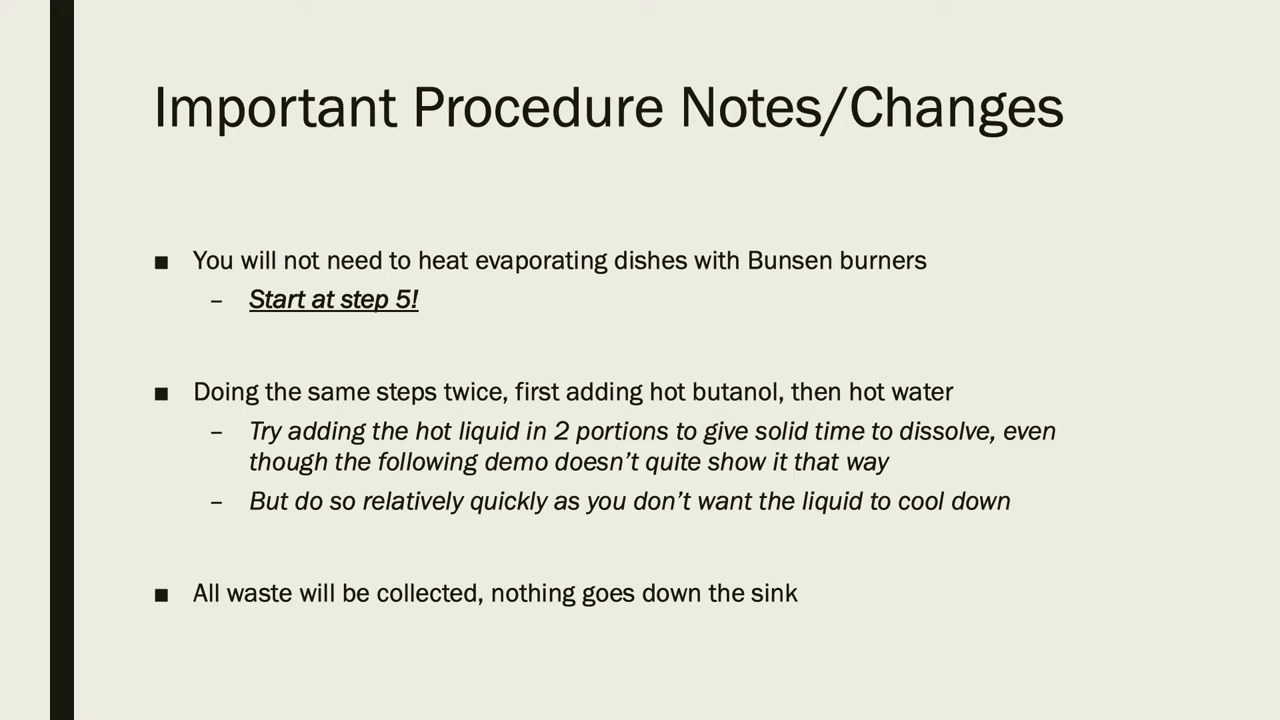 Important Procedure Notes/Changes
■ You will not need to heat evaporating dishes with Bunsen burners
– Start at step 5!
■ Doing the same steps twice, first adding hot butanol, then hot water
– Try adding the hot liquid in 2 portions to give solid time to dissolve, even
though the following demo doesn’t quite show it that way
– But do so relatively quickly as you don’t want the liquid to cool down
■ All waste will be collected, nothing goes down the sink